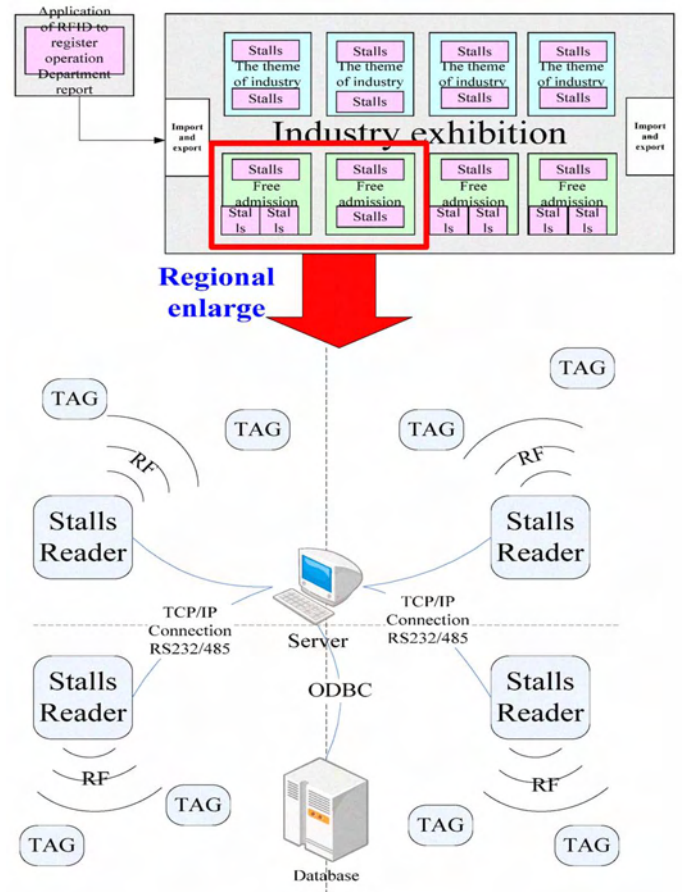 Application
of RFID to
register
operation
Department
report
Import
and
export
Stalls
The theme
of industry
Stalls
Stalls
The theme
of industry
Stalls
Stalls
The theme
of industry
Stalls
Stalls
The theme
of industry
Stalls
Industry exhibition
Import
and
export
Stalls
Free
admission
Stal
ls
Stal
ls
Stalls
Free
admission
Stalls
Stalls
Free
admission
Stal
ls
Stal
ls
Stalls
Free
admission
Stal
ls
Stal
ls
Regional
enlarge
TAG
TAG
TAG
TAG
RF
RF
Stalls
Reader
Stalls
Reader
TCP/IP
Connection
RS232/485
Server
TCP/IP
Connection
RS232/485
Stalls
Reader
ODBC
Stalls
Reader
RF
RF
TAG
TAG
TAG
TAG
Database